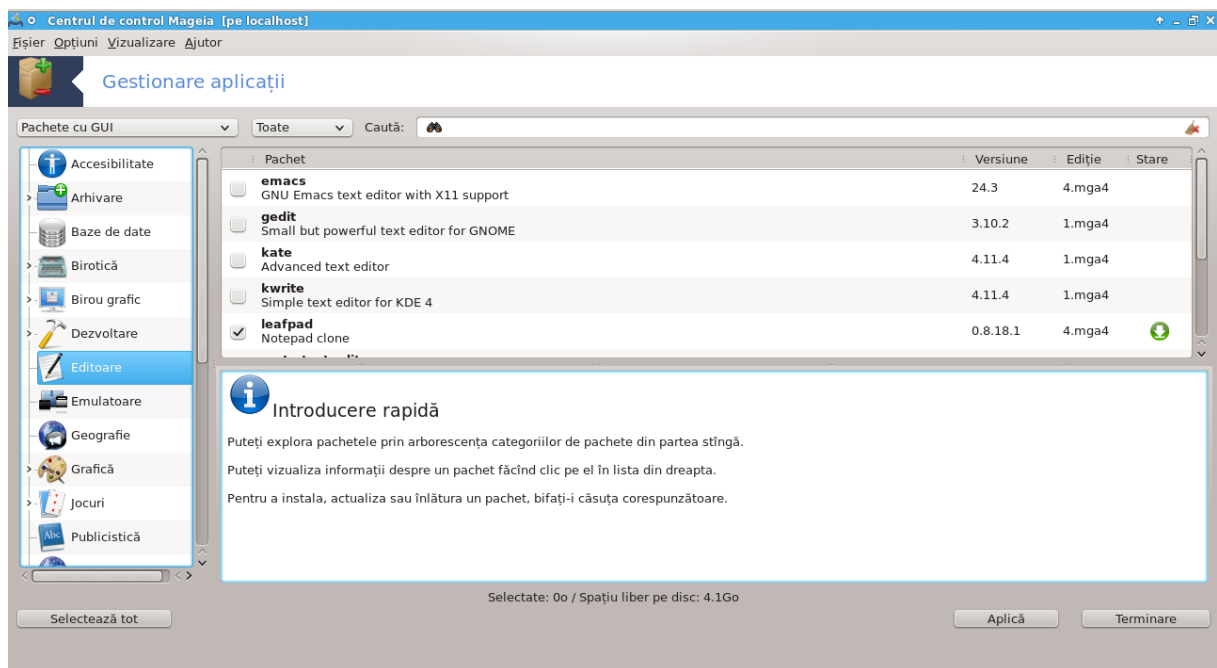 Centrul de control Mageia [pe localhost]
Fișier Opțiuni Vizualizare Ajutor
Gestionare aplicații
Pachete cu GUI Toate Caută:
Accesibilitate
Arhivare
Baze de date
Birotică
Birou grafic
Dezvoltare
Editoare
Emulatoare
Geografie
Grafică
Jocuri
Abc Publicistică
Pachet Versiune Ediție Stare
emacs
GNU Emacs text editor with X11 support
24.3 4.mga4
gedit
Small but powerful text editor for GNOME
3.10.2 1.mga4
kate
Advanced text editor
4.11.4 1.mga4
kwrite
Simple text editor for KDE 4
4.11.4 1.mga4
leafpad
Notepad clone
0.8.18.1 4.mga4
Introducere rapidă
Puteți explora pachetele prin arborescența categoriilor de pachete din partea stîngă.
Puteți vizualiza informații despre un pachet făcînd clic pe el în lista din dreapta.
Pentru a instala, actualiza sau înlătura un pachet, bifați-i căsuța corespunzătoare.
Selectate: 0o / Spațiu liber pe disc: 4.1Go
Selectează tot Aplică Terminare